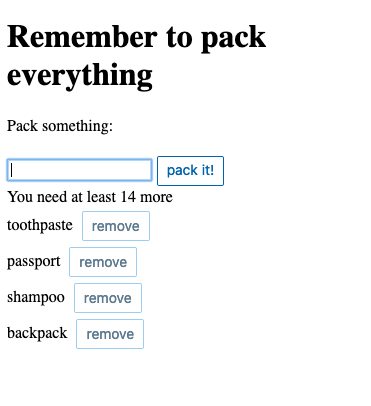 Remember to pack
everything
Pack something:
pack it!
You need at least 14 more
toothpaste remove
passport remove
shampoo remove
backpack remove